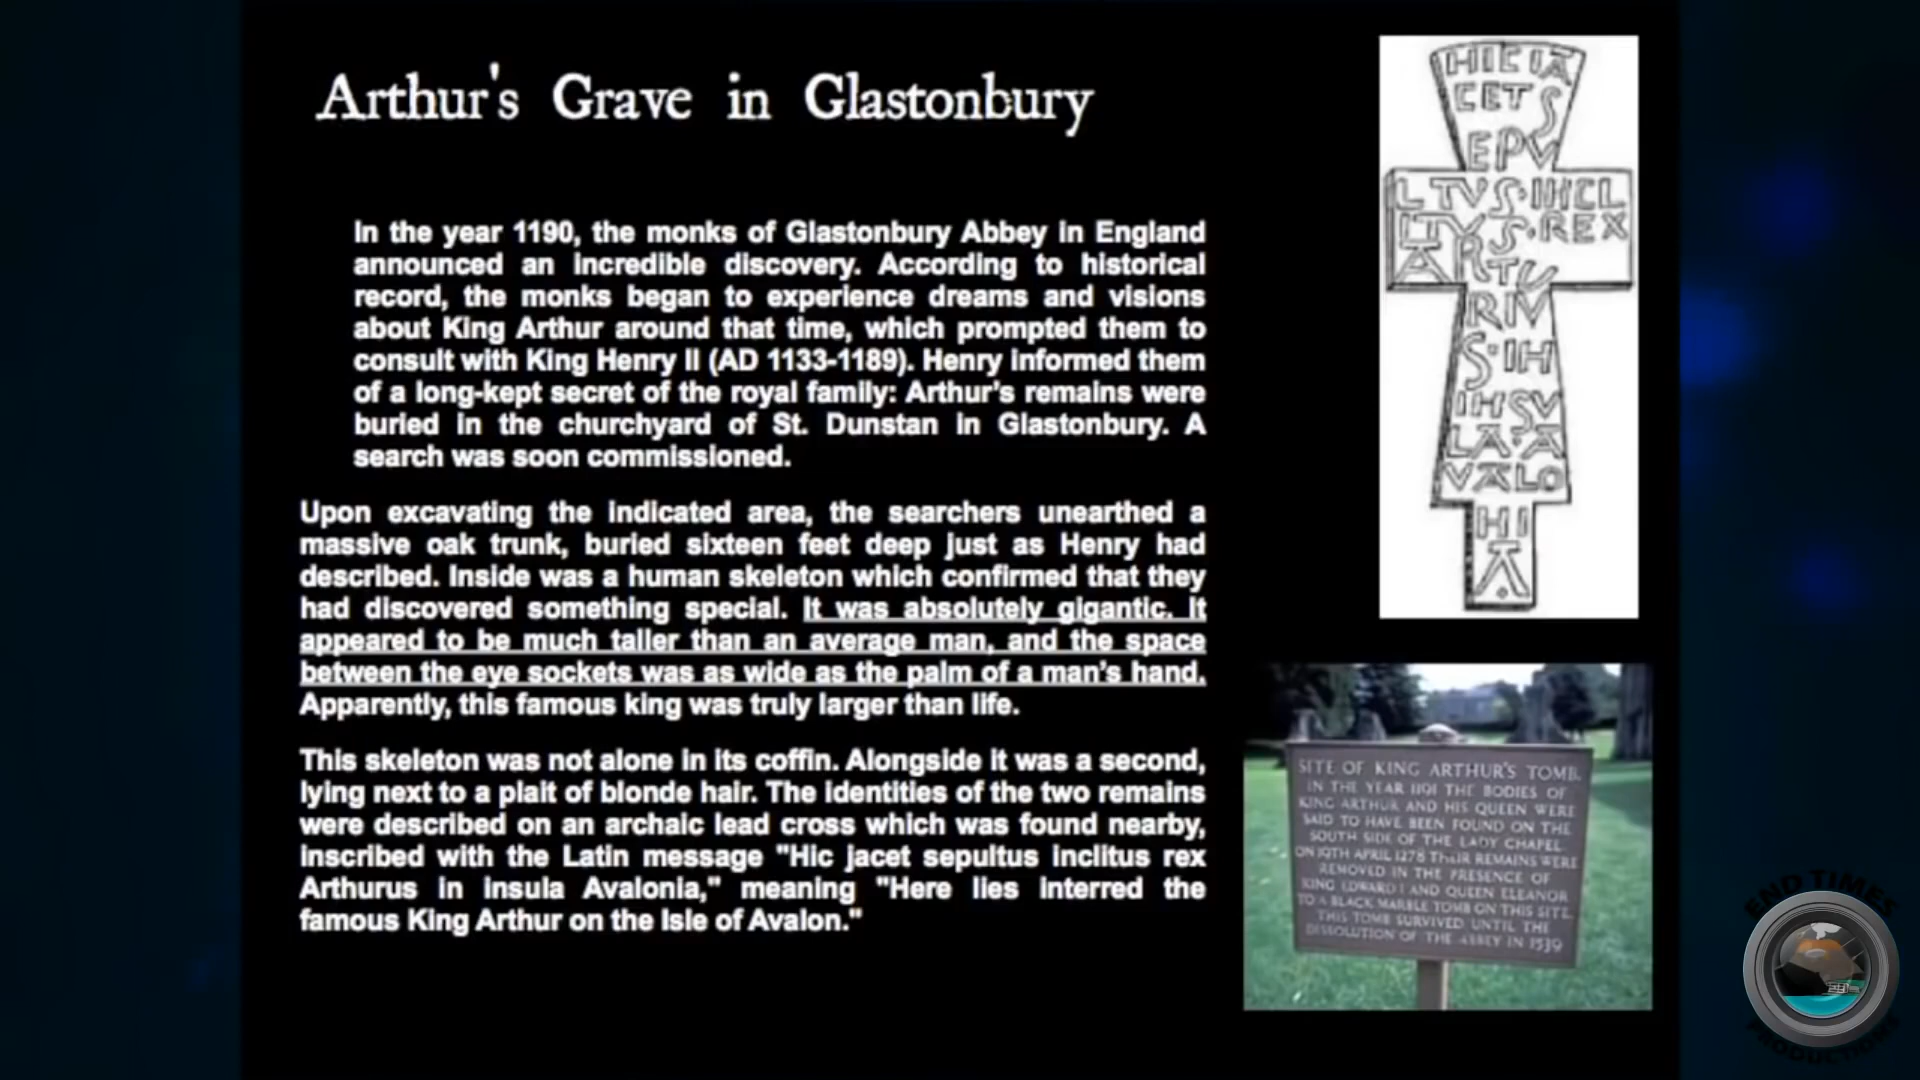 Arthur's Grave in Glastonbury
In the year 1190, the monks of Glastonbury Abbey in England
announced an incredible discovery. According to historical
record, the monks began to experience dreams and visions
about King Arthur around that time, which prompted them to
consult with King Henry II (AD 1133-1189). Henry informed them
of a long-kept secret of the royal family: Arthur's remains were
buried in the churchyard of St. Dunstan in Glastonbury. A
search was soon commissioned.
Upon excavating the indicated area, the searchers unearthed a
massive oak trunk, buried sixteen feet deep just as Henry had
described. Inside was a human skeleton which confirmed that they
had discovered something special. It was absolutely gigantic. It
appeared to be much taller than an average man, and the space
between the eye sockets was as wide as the palm of a man's hand.
Apparently, this famous king was truly larger than life.
This skeleton was not alone in its coffin. Alongside it was a second,
lying next to a plait of blonde hair. The identities of the two remains
were described on an archaic lead cross which was found nearby,
inscribed with the Latin message "Hic jacet sepultus inclitus rex
Arthurus in insula Avalonia," meaning "Here lies interred the
famous King Arthur on the Isle of Avalon."
HIC IA
CET S
EPV
LTVS·IHCL
ITVS·REX
ARTV
RIV
S·IH
IHSV
LA·A
VALO
HI
A
SITE OF KING ARTHUR'S TOMB.
IN THE YEAR 1191 THE BODIES OF
KING ARTHUR AND HIS QUEEN WERE
SAID TO HAVE BEEN FOUND ON THE
SOUTH SIDE OF THE LADY CHAPEL.
ON 19TH APRIL 1278 THEIR REMAINS WERE
REMOVED IN THE PRESENCE OF
KING EDWARD I AND QUEEN ELEANOR
TO A BLACK MARBLE TOMB ON THIS SITE.
THIS TOMB SURVIVED UNTIL THE
DISSOLUTION OF THE ABBEY IN 1539
END TIMES
PRODUCTIONS